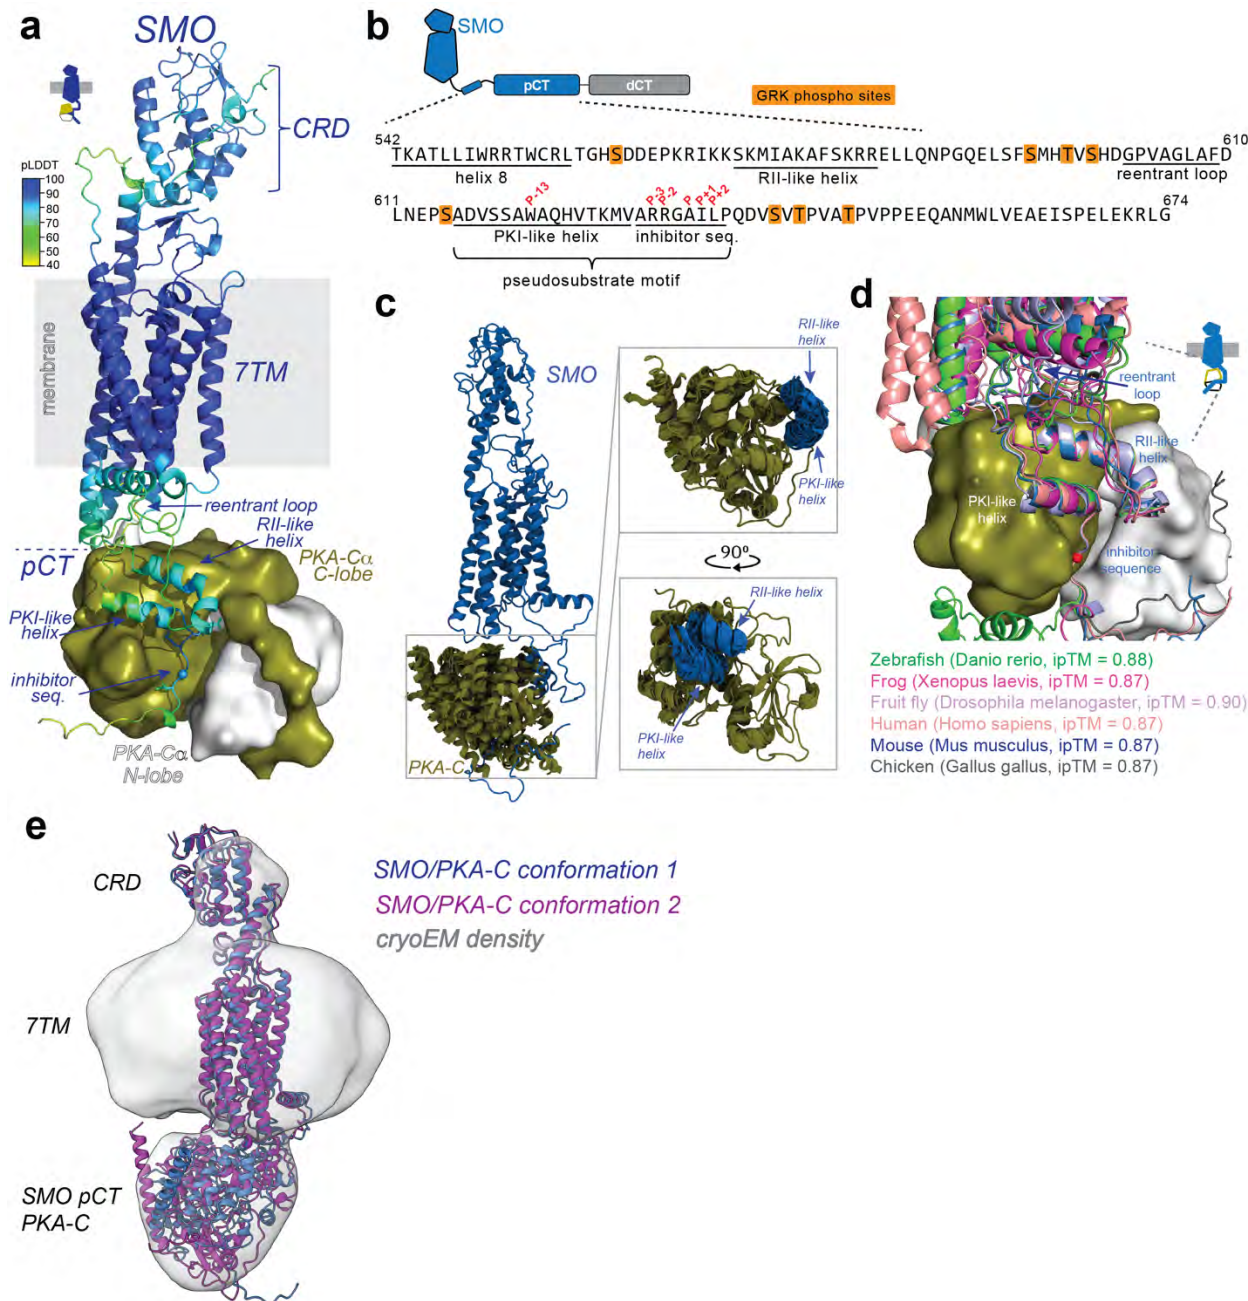 a
SMO
CRD
pLDDT
100
90
80
70
60
50
40
membrane
7TM
reentrant loop
RII-like
helix
pCT
PKA-Cα
C-lobe
PKI-like
helix
inhibitor
seq.
PKA-Cα
N-lobe
b
SMO
pCT
dCT
GRK phospho sites
542
610
TKATLLIWRRTWCRLTGHSDDEPKRIKKSKMIAKAFSKRRELLQNPGQELSFSMHTVSHDGPVAGLAFD
helix 8
RII-like helix
reentrant loop
P-13
P-3
P-2
P
P+1
P+2
611
674
LNEPSADVSSAWAQHVTKMVARRGAILPQDVSVTPVATPVPPEEQANMWLVEAEISPELEKRLG
PKI-like helix
inhibitor seq.
pseudosubstrate motif
c
SMO
PKA-C
RII-like
helix
PKI-like
helix
90º
RII-like helix
PKI-like
helix
d
reentrant
loop
RII-like
helix
PKI-like
helix
inhibitor
sequence
Zebrafish (Danio rerio, ipTM = 0.88)
Frog (Xenopus laevis, ipTM = 0.87)
Fruit fly (Drosophila melanogaster, ipTM = 0.90)
Human (Homo sapiens, ipTM = 0.87)
Mouse (Mus musculus, ipTM = 0.87)
Chicken (Gallus gallus, ipTM = 0.87)
e
CRD
7TM
SMO pCT
PKA-C
SMO/PKA-C conformation 1
SMO/PKA-C conformation 2
cryoEM density